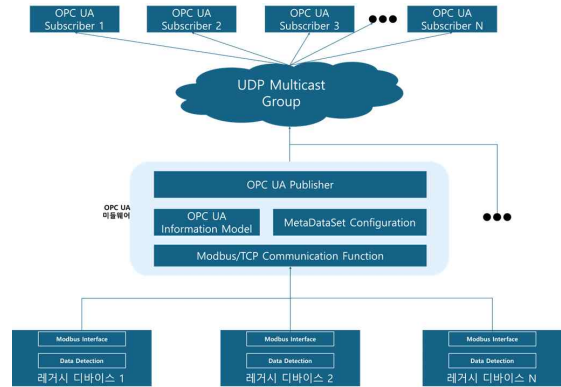 OPC UA
Subscriber 1
OPC UA
Subscriber 2
OPC UA
Subscriber 3
OPC UA
Subscriber N
UDP Multicast
Group
OPC UA
미들웨어
OPC UA Publisher
OPC UA
Information Model
MetaDataSet Configuration
Modbus/TCP Communication Function
Modbus Interface
Data Detection
레거시 디바이스 1
Modbus Interface
Data Detection
레거시 디바이스 2
Modbus Interface
Data Detection
레거시 디바이스 N